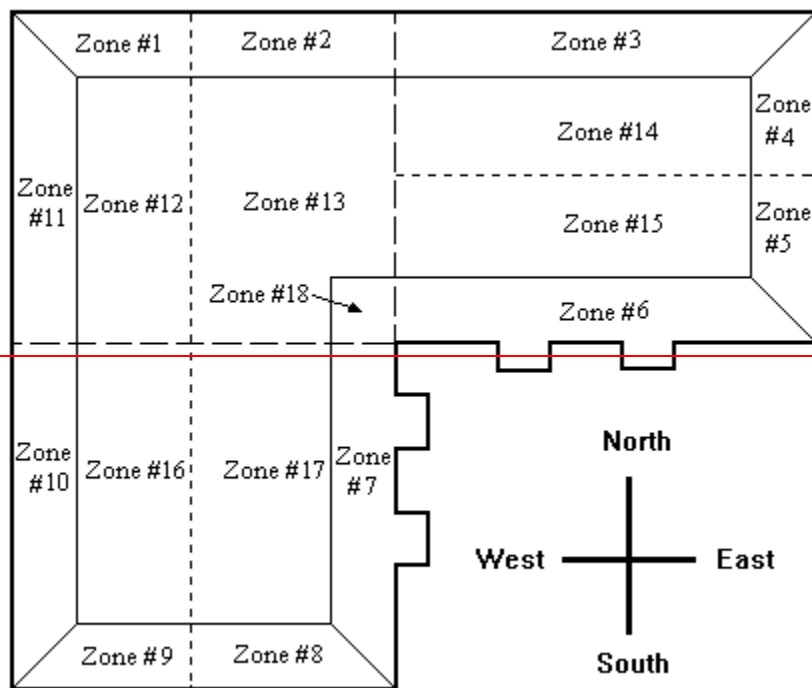 Zone #1
Zone #2
Zone #3
Zone
#4
Zone #14
Zone
#11
Zone #12
Zone #13
Zone #15
Zone
#5
Zone #18
Zone #6
North
Zone
#10
Zone #16
Zone #17
Zone
#7
West
East
Zone #9
Zone #8
South